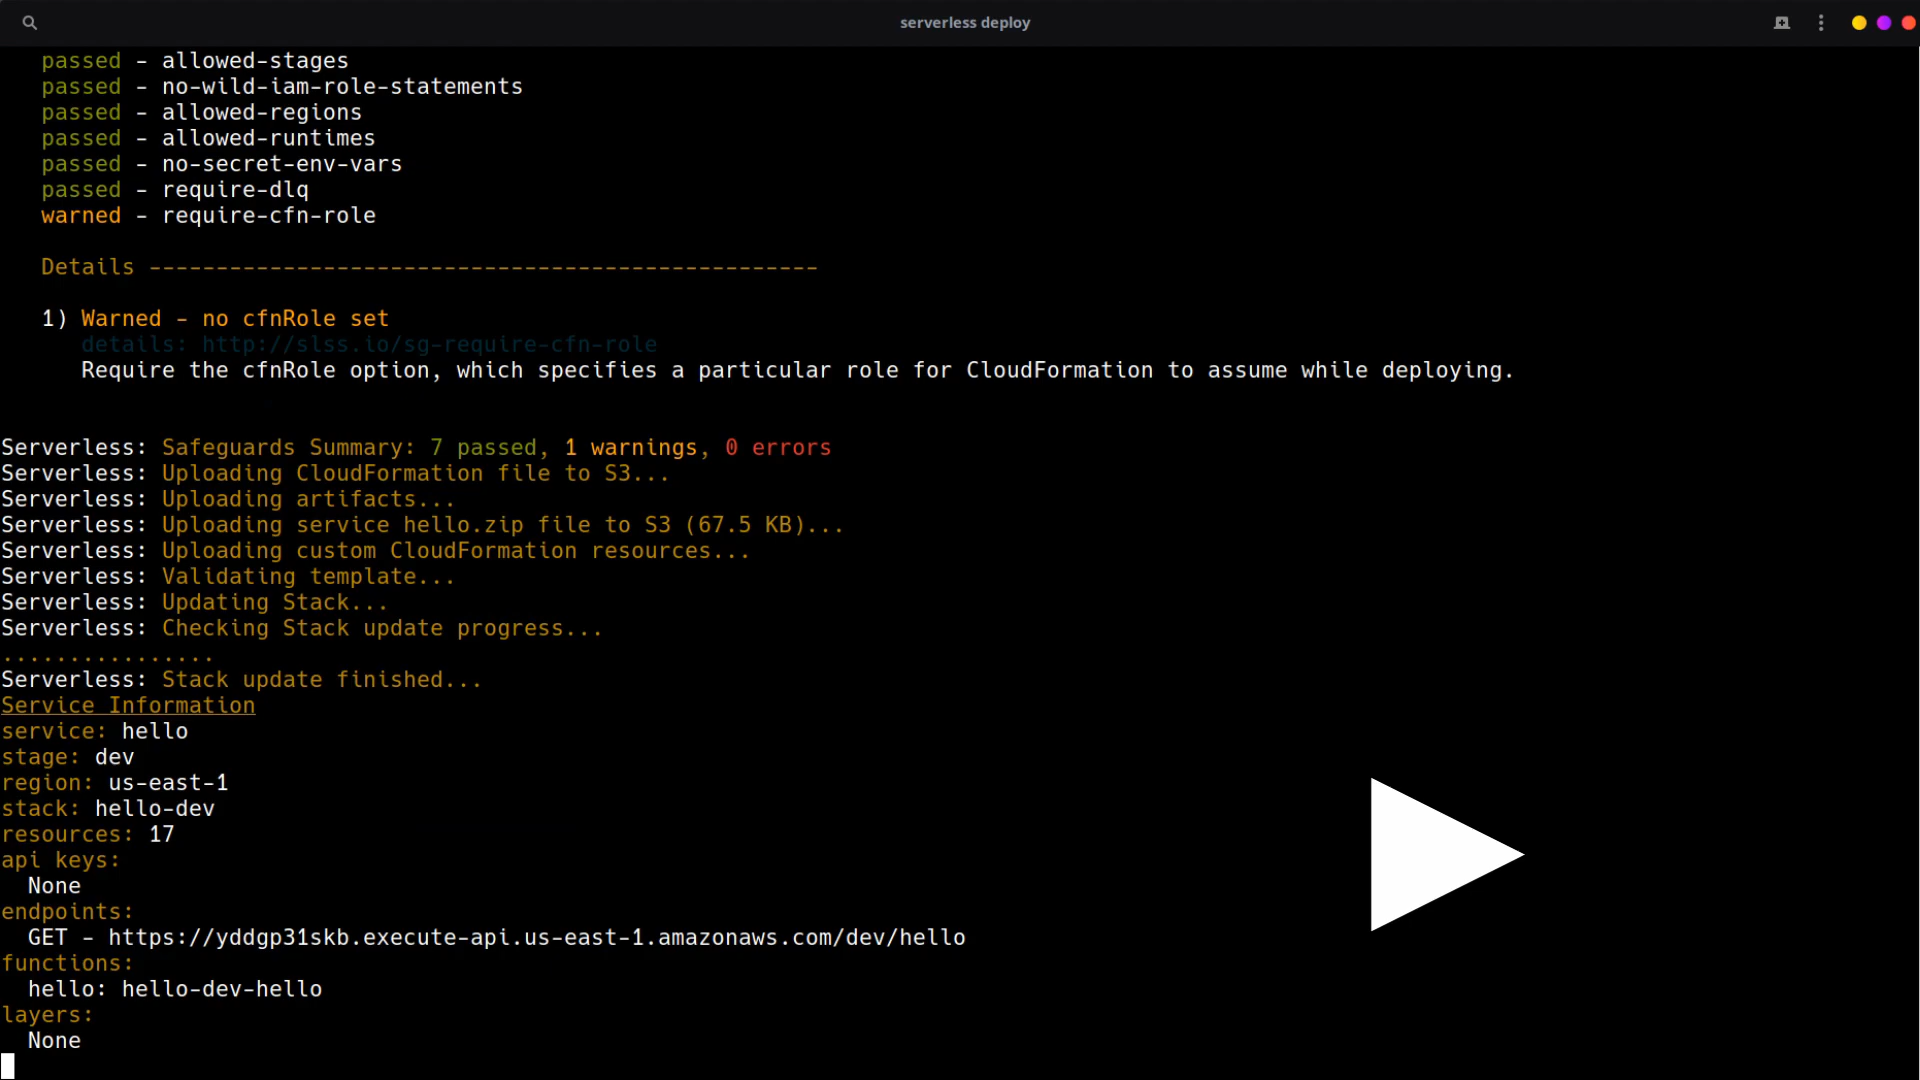 serverless deploy
passed - allowed-stages
passed - no-wild-iam-role-statements
passed - allowed-regions
passed - allowed-runtimes
passed - no-secret-env-vars
passed - require-dlq
warned - require-cfn-role
Details --------------------------------------------------
1) Warned - no cfnRole set
details: http://slss.io/sg-require-cfn-role
Require the cfnRole option, which specifies a particular role for CloudFormation to assume while deploying.
Serverless: Safeguards Summary: 7 passed, 1 warnings, 0 errors
Serverless: Uploading CloudFormation file to S3...
Serverless: Uploading artifacts...
Serverless: Uploading service hello.zip file to S3 (67.5 KB)...
Serverless: Uploading custom CloudFormation resources...
Serverless: Validating template...
Serverless: Updating Stack...
Serverless: Checking Stack update progress...
................
Serverless: Stack update finished...
Service Information
service: hello
stage: dev
region: us-east-1
stack: hello-dev
resources: 17
api keys:
None
endpoints:
GET - https://yddgp31skb.execute-api.us-east-1.amazonaws.com/dev/hello
functions:
hello: hello-dev-hello
layers:
None